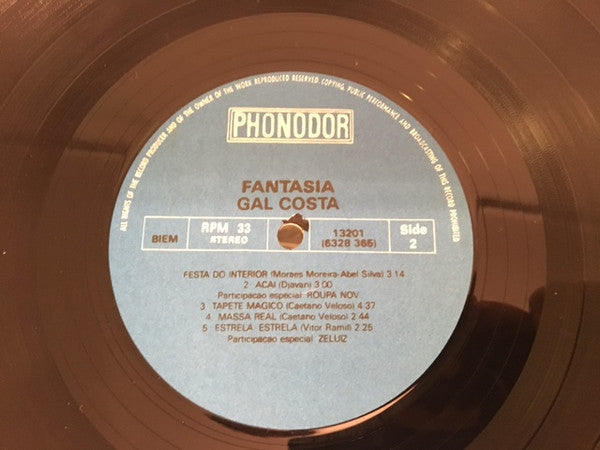 ALL RIGHTS OF THE RECORD PRODUCER AND OF THE OWNER OF THE WORK REPRODUCED RESERVED. COPYING, PUBLIC PERFORMANCE AND BROADCASTING OF THIS RECORD PROHIBITED
PHONODOR
FANTASIA
GAL COSTA
BIEM
RPM 33
STEREO
13201
(6328 365)
Side
2
FESTA DO INTERIOR (Moraes Moreira-Abel Silva) 3 14
2 ACAI (Djavan) 3 00
Participacao especial: ROUPA NOV
3 TAPETE MAGICO (Caetano Veloso) 4 37
4 MASSA REAL (Caetano Veloso) 2 44
5 ESTRELA ESTRELA (Vitor Ramil) 2 25
Participacao especial ZELUIZ